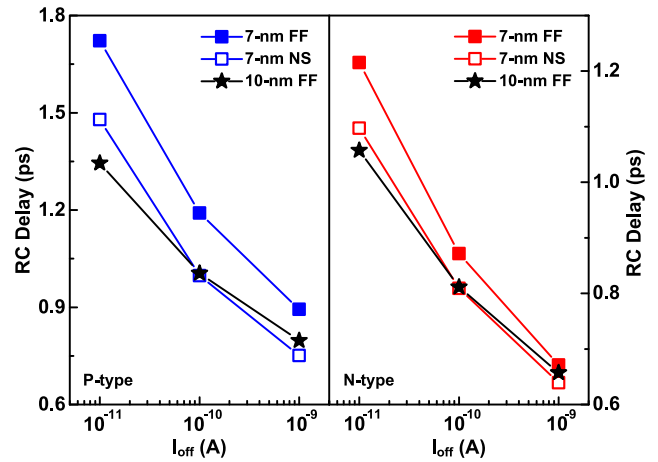 RC Delay (ps)
1.8
1.5
1.2
0.9
0.6
7-nm FF
7-nm NS
10-nm FF
P-type
10⁻¹¹
10⁻¹⁰
10⁻⁹
I_off (A)
7-nm FF
7-nm NS
10-nm FF
N-type
10⁻¹¹
10⁻¹⁰
10⁻⁹
I_off (A)
1.2
1.0
0.8
0.6
RC Delay (ps)